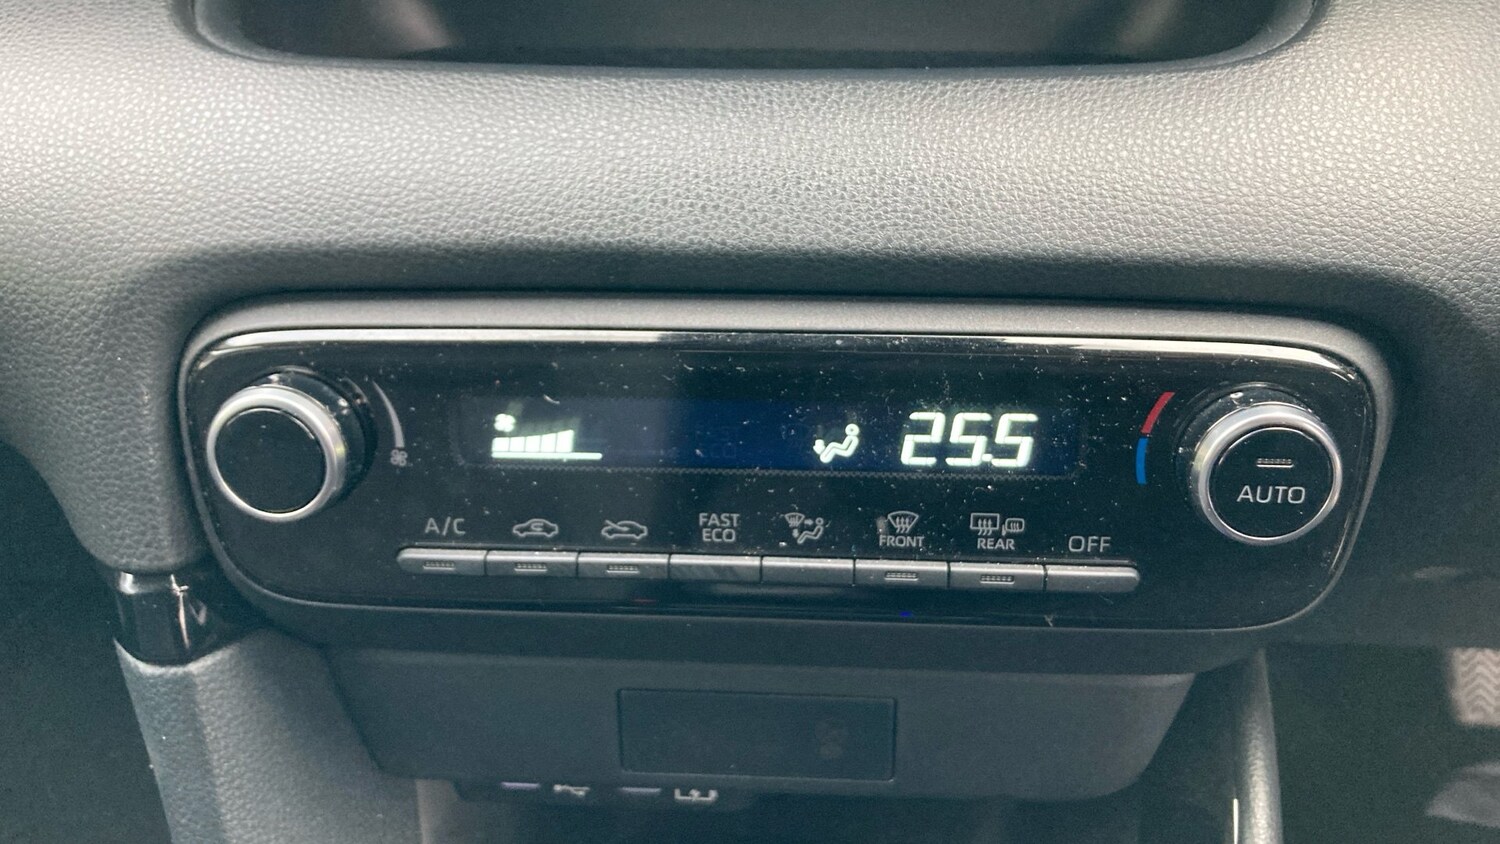 25.5
A/C
FAST
ECO
FRONT
REAR
OFF
AUTO